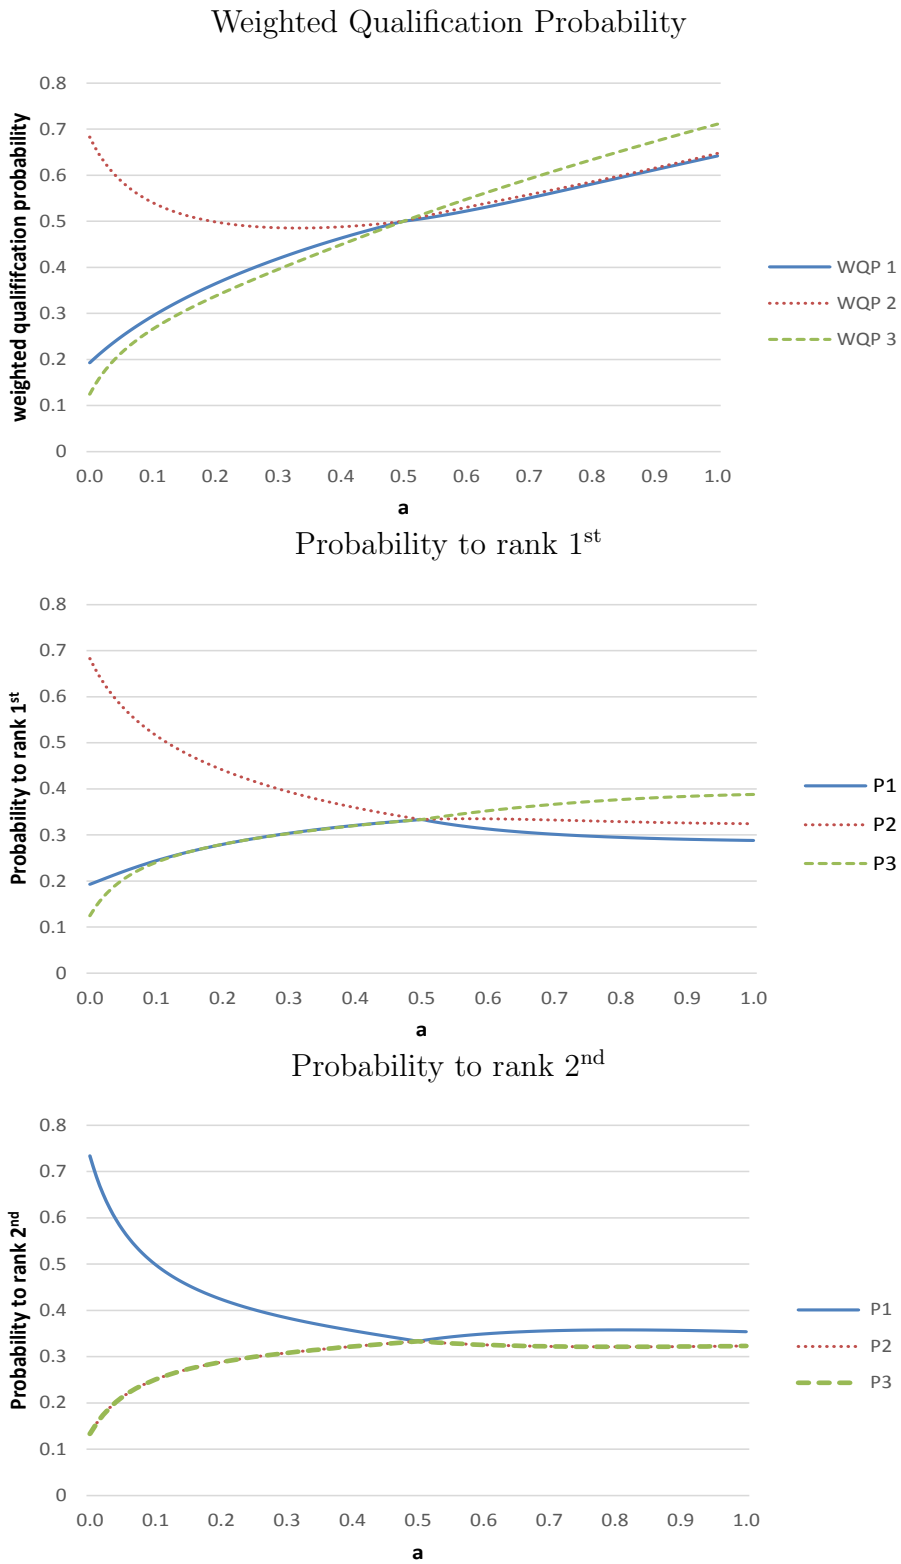 Weighted Qualification Probability
weighted qualififcation probability
0.8
0.7
0.6
0.5
0.4
0.3
0.2
0.1
0
0.0 0.1 0.2 0.3 0.4 0.5 0.6 0.7 0.8 0.9 1.0
a
WQP 1
WQP 2
WQP 3
Probability to rank 1st
Probability to rank 1st
0.8
0.7
0.6
0.5
0.4
0.3
0.2
0.1
0
0.0 0.1 0.2 0.3 0.4 0.5 0.6 0.7 0.8 0.9 1.0
a
P1
P2
P3
Probability to rank 2nd
Probability to rank 2nd
0.8
0.7
0.6
0.5
0.4
0.3
0.2
0.1
0
0.0 0.1 0.2 0.3 0.4 0.5 0.6 0.7 0.8 0.9 1.0
a
P1
P2
P3